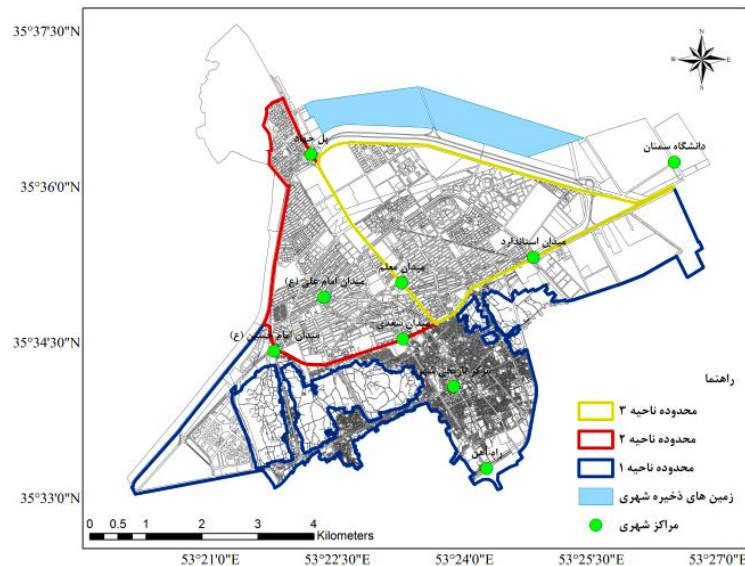 35°37'30"N
N
W
E
S
پل جهاد
دانشگاه سمنان
35°36'0"N
میدان استاندارد
میدان معلم
میدان امام علی (ع)
35°34'30"N
میدان سعدی
میدان امام حسین (ع)
مرکز تاریخی شهر
راهنما
محدوده ناحیه ۳
محدوده ناحیه ۲
راه آهن
محدوده ناحیه ۱
35°33'0"N
زمین های ذخیره شهری
مراکز شهری
0 0.5 1 2 3 4
Kilometers
53°21'0"E 53°22'30"E 53°24'0"E 53°25'30"E 53°27'0"E